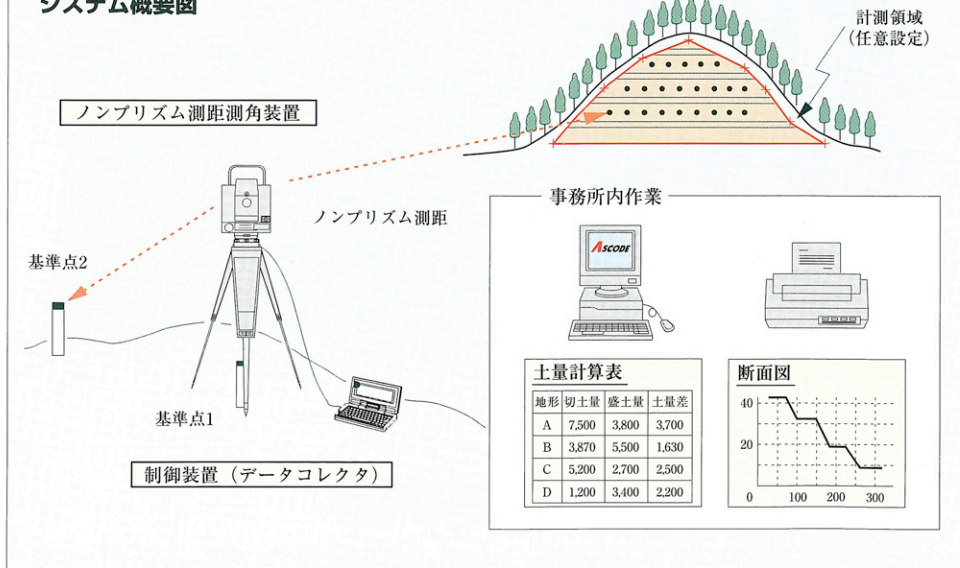 システム概要図
計測領域
(任意設定)
ノンプリズム測距測角装置
事務所内作業
ノンプリズム測距
ASCODE
基準点2
土量計算表
地形 切土量 盛土量 土量差
A 7,500 3,800 3,700
B 3,870 5,500 1,630
C 5,200 2,700 2,500
D 1,200 3,400 2,200
断面図
40
20
0 100 200 300
基準点1
制御装置(データコレクタ)